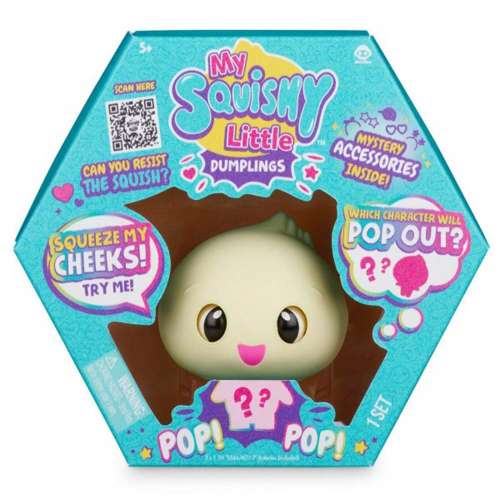 5+
My
Squishy
Little
DUMPLINGS
TM
SCAN HERE
CAN YOU RESIST
THE SQUISH?
MYSTERY
ACCESSORIES
INSIDE!
SQUEEZE MY
CHEEKS!
TRY ME!
WHICH CHARACTER WILL
POP OUT?
? ?
? ?
POP! POP!
WARNING
1 SET